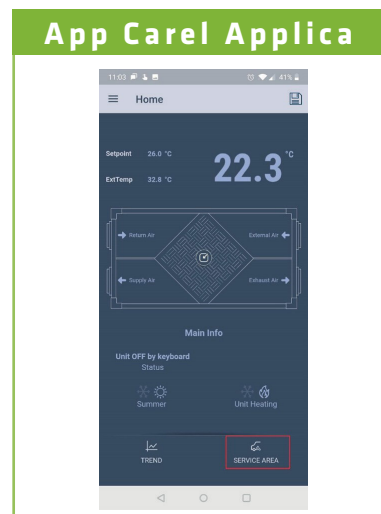 App Carel Applica
11:03
41%
Home
Setpoint 26.0 °C
22.3 °C
ExtTemp 32.8 °C
Return Air
External Air
Supply Air
Exhaust Air
Main Info
Unit OFF by keyboard
Status
Summer
Unit Heating
TREND
SERVICE AREA